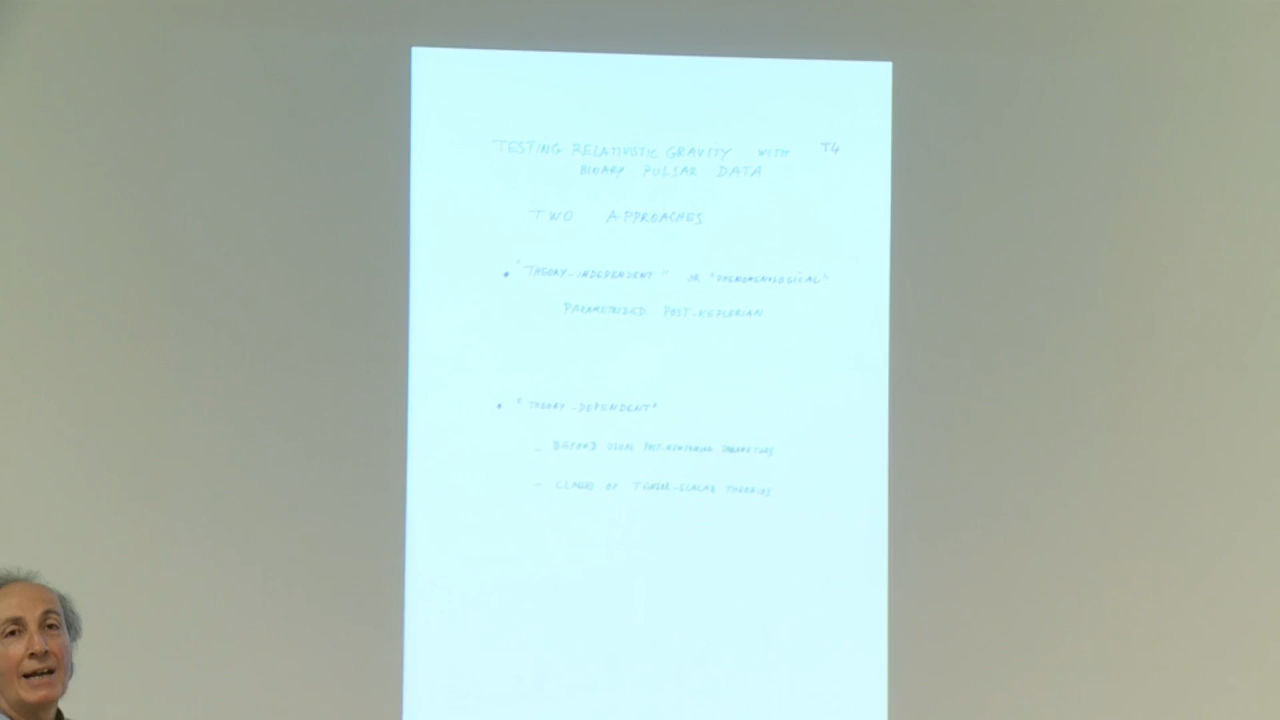 TESTING RELATIVISTIC GRAVITY WITH T4
BINARY PULSAR DATA
TWO APPROACHES
• "THEORY-INDEPENDENT" OR "PHENOMENOLOGICAL"
PARAMETRIZED POST-KEPLERIAN
• "THEORY-DEPENDENT"
- BEYOND USUAL POST-NEWTONIAN PARAMETERS
- CLASSES OF TENSOR-SCALAR THEORIES